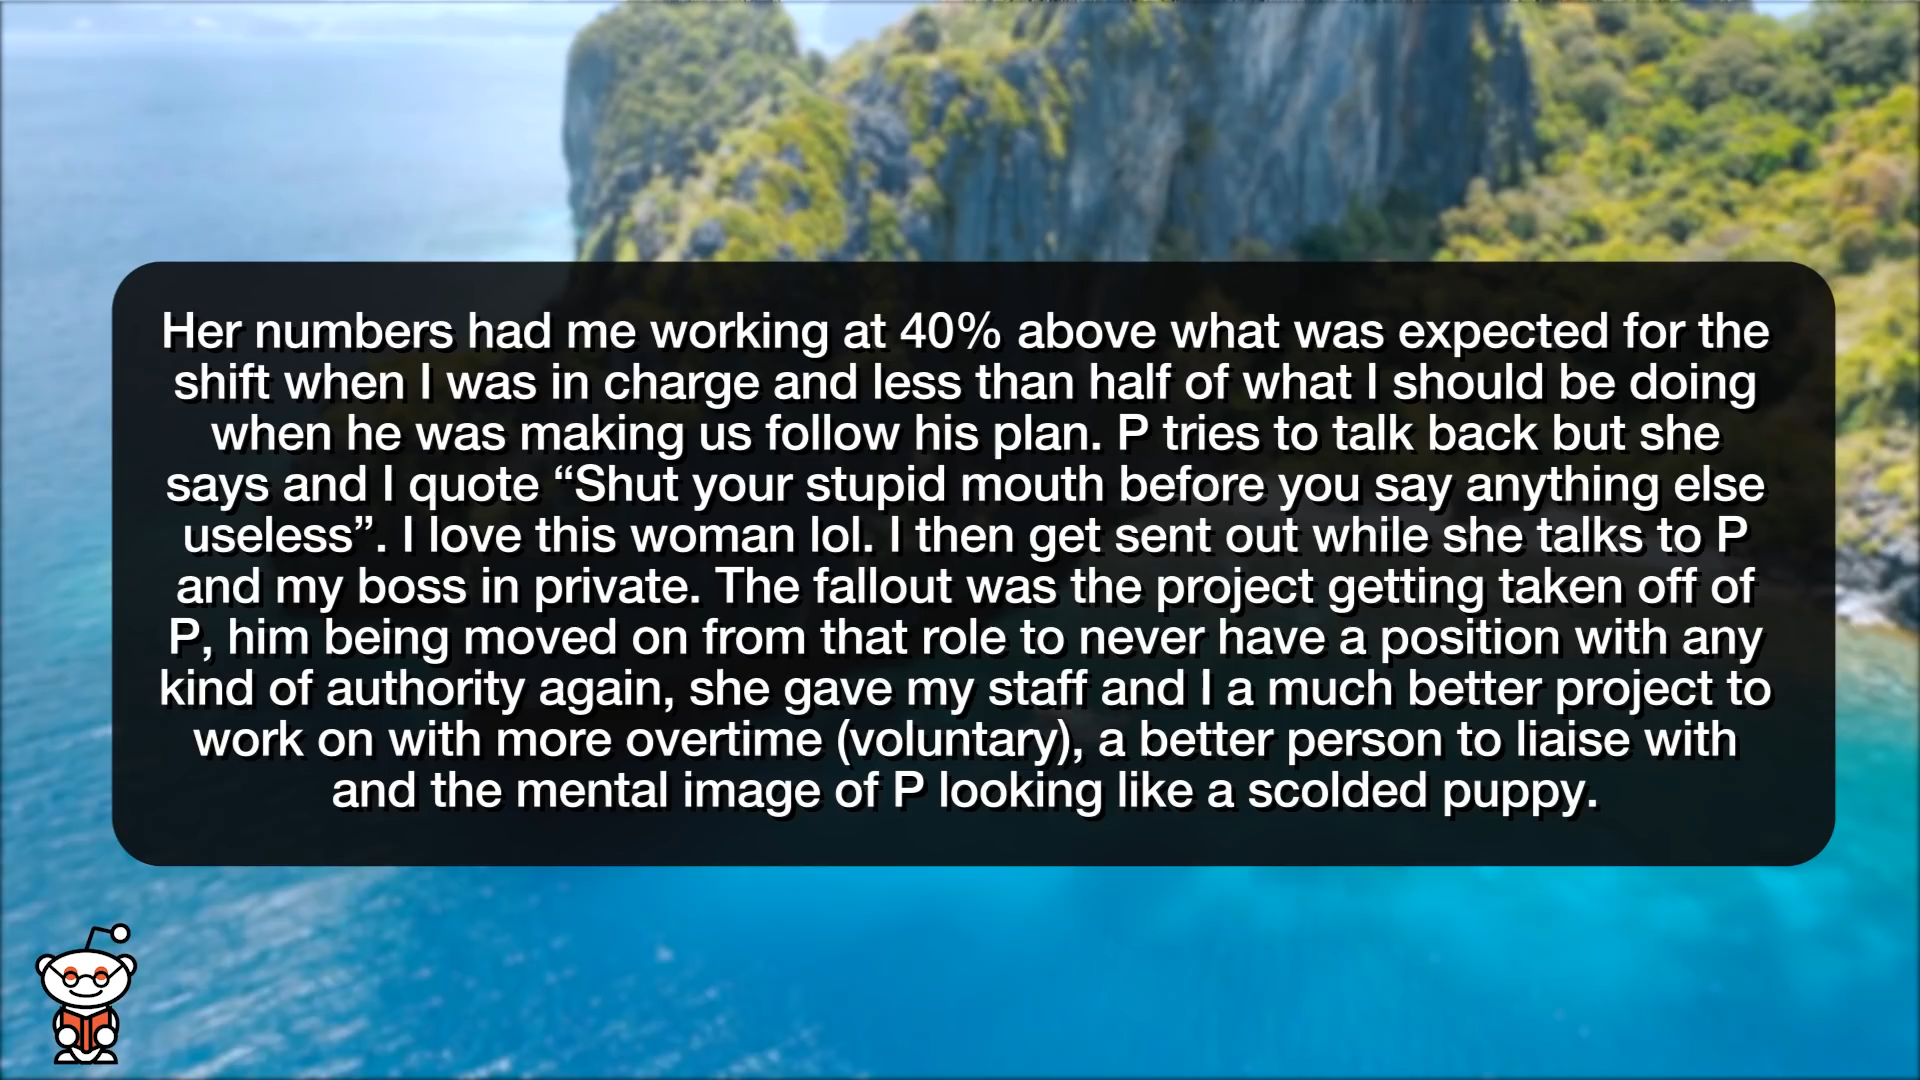 Her numbers had me working at 40% above what was expected for the
shift when I was in charge and less than half of what I should be doing
when he was making us follow his plan. P tries to talk back but she
says and I quote “Shut your stupid mouth before you say anything else
useless”. I love this woman lol. I then get sent out while she talks to P
and my boss in private. The fallout was the project getting taken off of
P, him being moved on from that role to never have a position with any
kind of authority again, she gave my staff and I a much better project to
work on with more overtime (voluntary), a better person to liaise with
and the mental image of P looking like a scolded puppy.